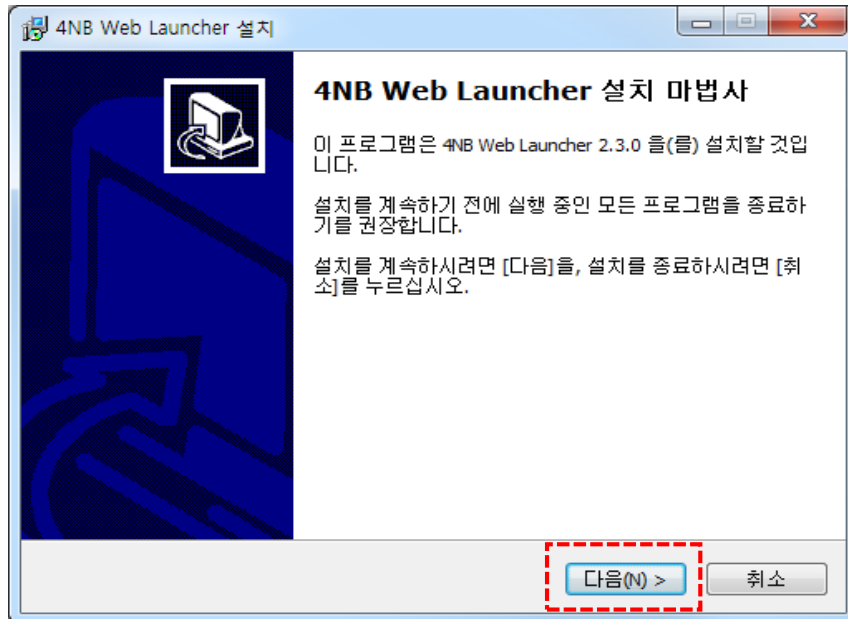 4NB Web Launcher 설치
4NB Web Launcher 설치 마법사
이 프로그램은 4NB Web Launcher 2.3.0 을(를) 설치할 것입
니다.
설치를 계속하기 전에 실행 중인 모든 프로그램을 종료하
기를 권장합니다.
설치를 계속하시려면 [다음]을, 설치를 종료하시려면 [취
소]를 누르십시오.
다음(N) >
취소